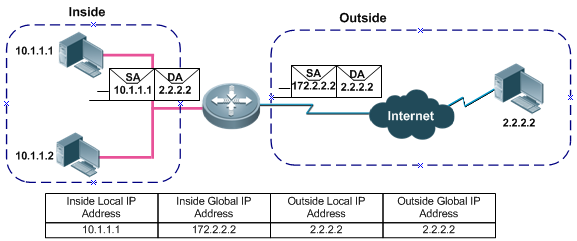 Inside
Outside
10.1.1.1
SA DA
10.1.1.1 2.2.2.2
SA DA
172.2.2.2 2.2.2.2
Internet
2.2.2.2
10.1.1.2
Inside Local IP Address
Inside Global IP Address
Outside Local IP Address
Outside Global IP Address
10.1.1.1 172.2.2.2 2.2.2.2 2.2.2.2